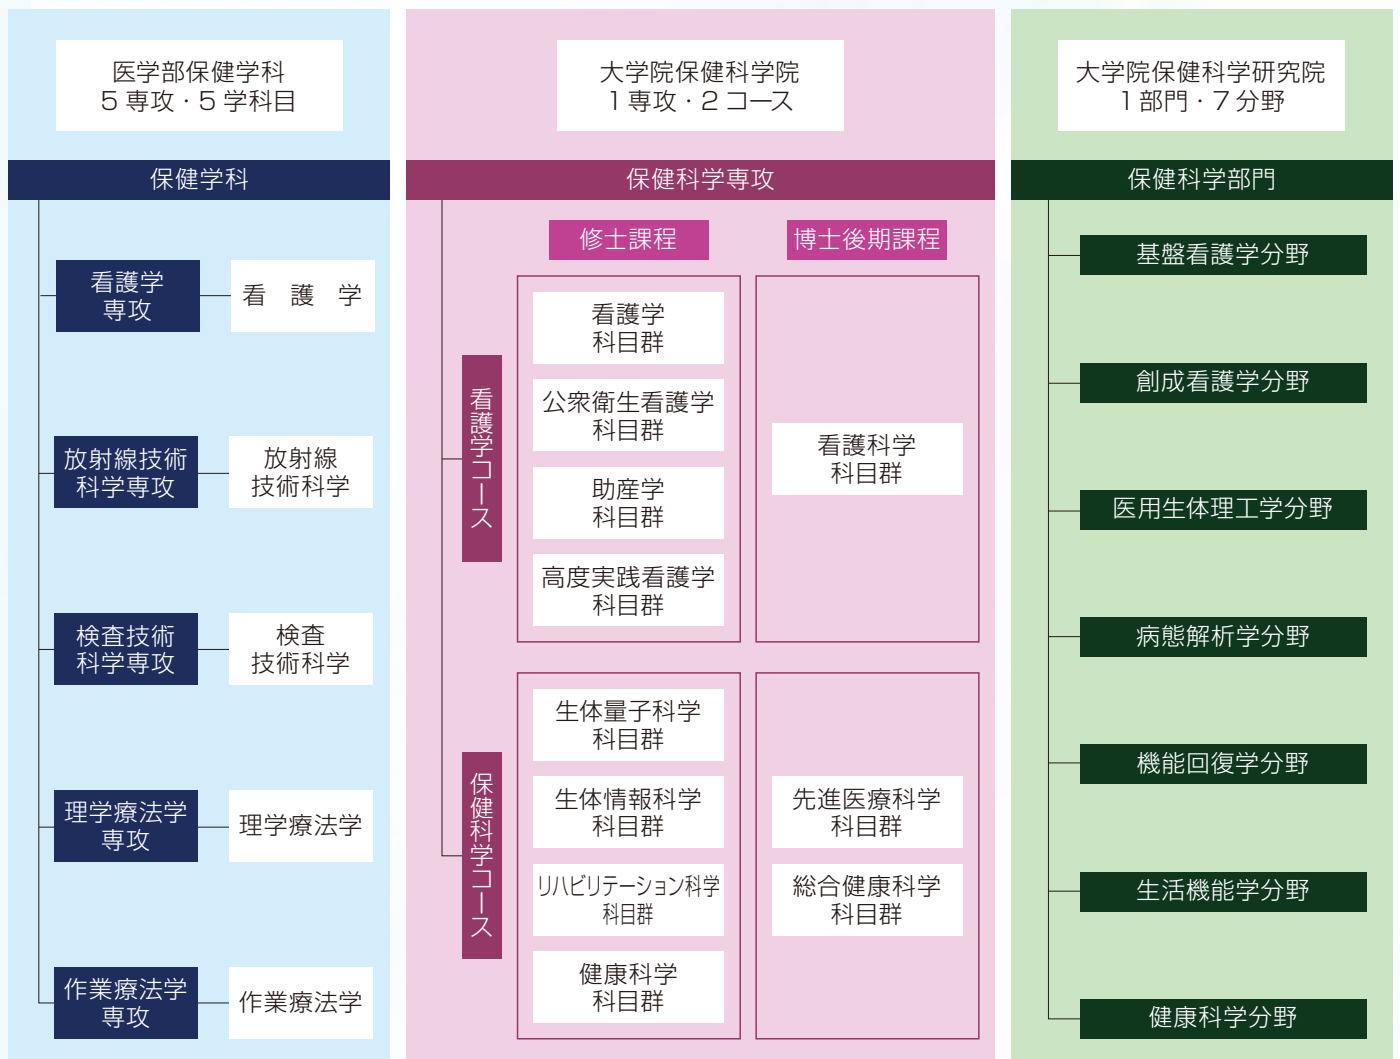 医学部保健学科
5専攻・5学科目
保健学科
看護学
専攻
看 護 学
放射線技術
科学専攻
放射線
技術科学
検査技術
科学専攻
検査
技術科学
理学療法学
専攻
理学療法学
作業療法学
専攻
作業療法学
大学院保健科学院
1専攻・2コース
保健科学専攻
修士課程
博士後期課程
看護学コース
看護学
科目群
公衆衛生看護学
科目群
助産学
科目群
高度実践看護学
科目群
看護科学
科目群
保健科学コース
生体量子科学
科目群
生体情報科学
科目群
リハビリテーション科学
科目群
健康科学
科目群
先進医療科学
科目群
総合健康科学
科目群
大学院保健科学研究院
1部門・7分野
保健科学部門
基盤看護学分野
創成看護学分野
医用生体理工学分野
病態解析学分野
機能回復学分野
生活機能学分野
健康科学分野